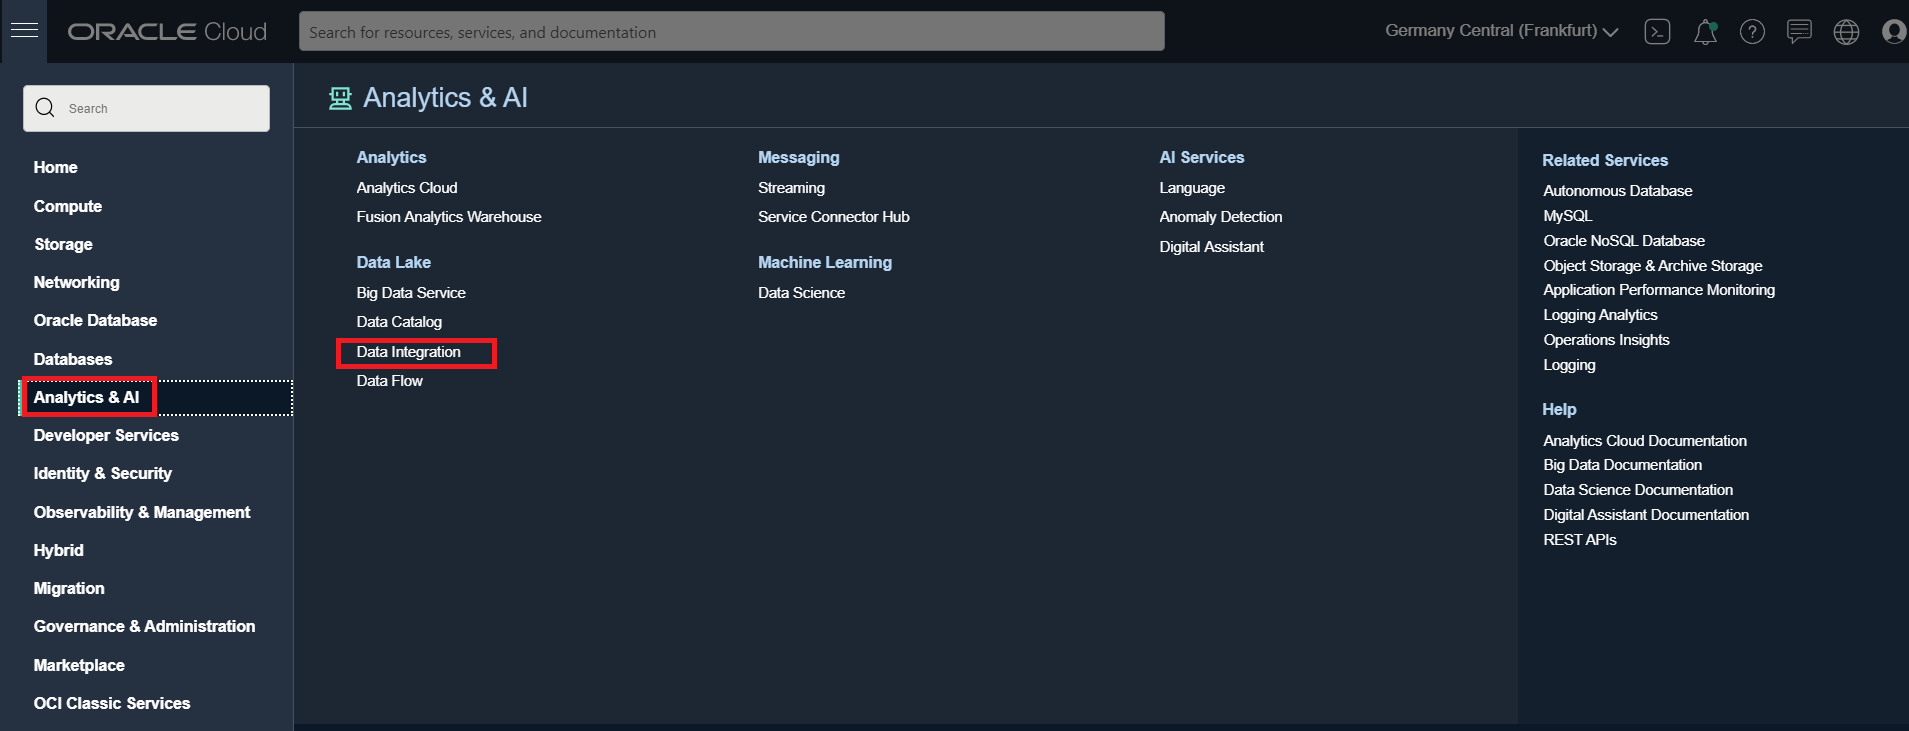 ORACLE Cloud
Search for resources, services, and documentation
Germany Central (Frankfurt)
Search
Home
Compute
Storage
Networking
Oracle Database
Databases
Analytics & AI
Developer Services
Identity & Security
Observability & Management
Hybrid
Migration
Governance & Administration
Marketplace
OCI Classic Services
Analytics & AI
Analytics
Analytics Cloud
Fusion Analytics Warehouse
Data Lake
Big Data Service
Data Catalog
Data Integration
Data Flow
Messaging
Streaming
Service Connector Hub
Machine Learning
Data Science
AI Services
Language
Anomaly Detection
Digital Assistant
Related Services
Autonomous Database
MySQL
Oracle NoSQL Database
Object Storage & Archive Storage
Application Performance Monitoring
Logging Analytics
Operations Insights
Logging
Help
Analytics Cloud Documentation
Big Data Documentation
Data Science Documentation
Digital Assistant Documentation
REST APIs